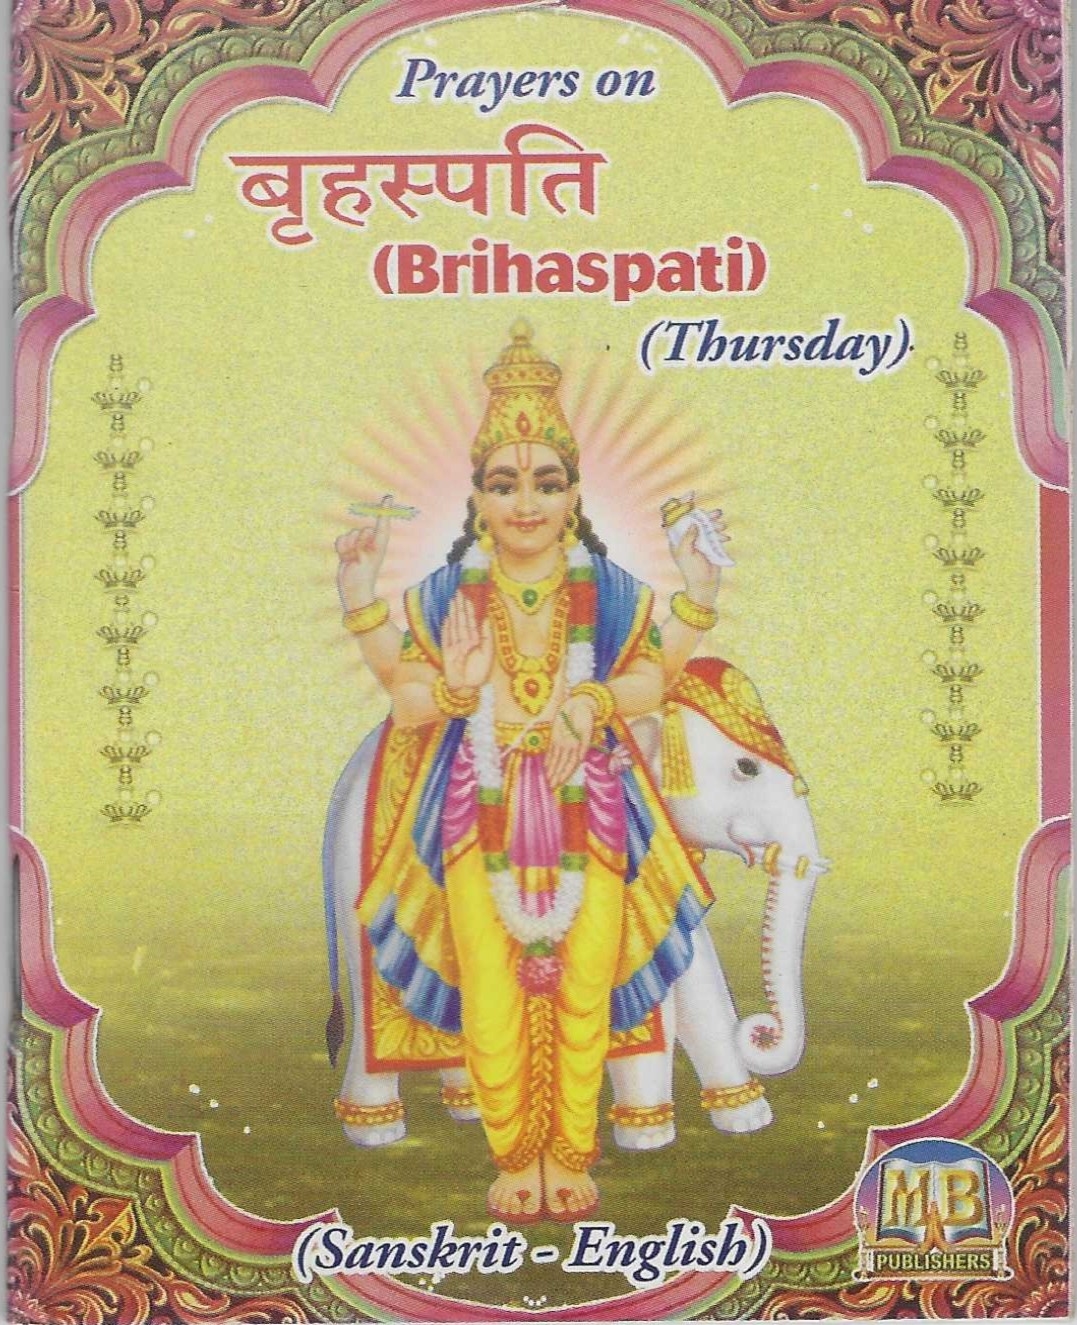 Prayers on
बृहस्पति
(Brihaspati)
(Thursday)
(Sanskrit - English)
MB
PUBLISHERS